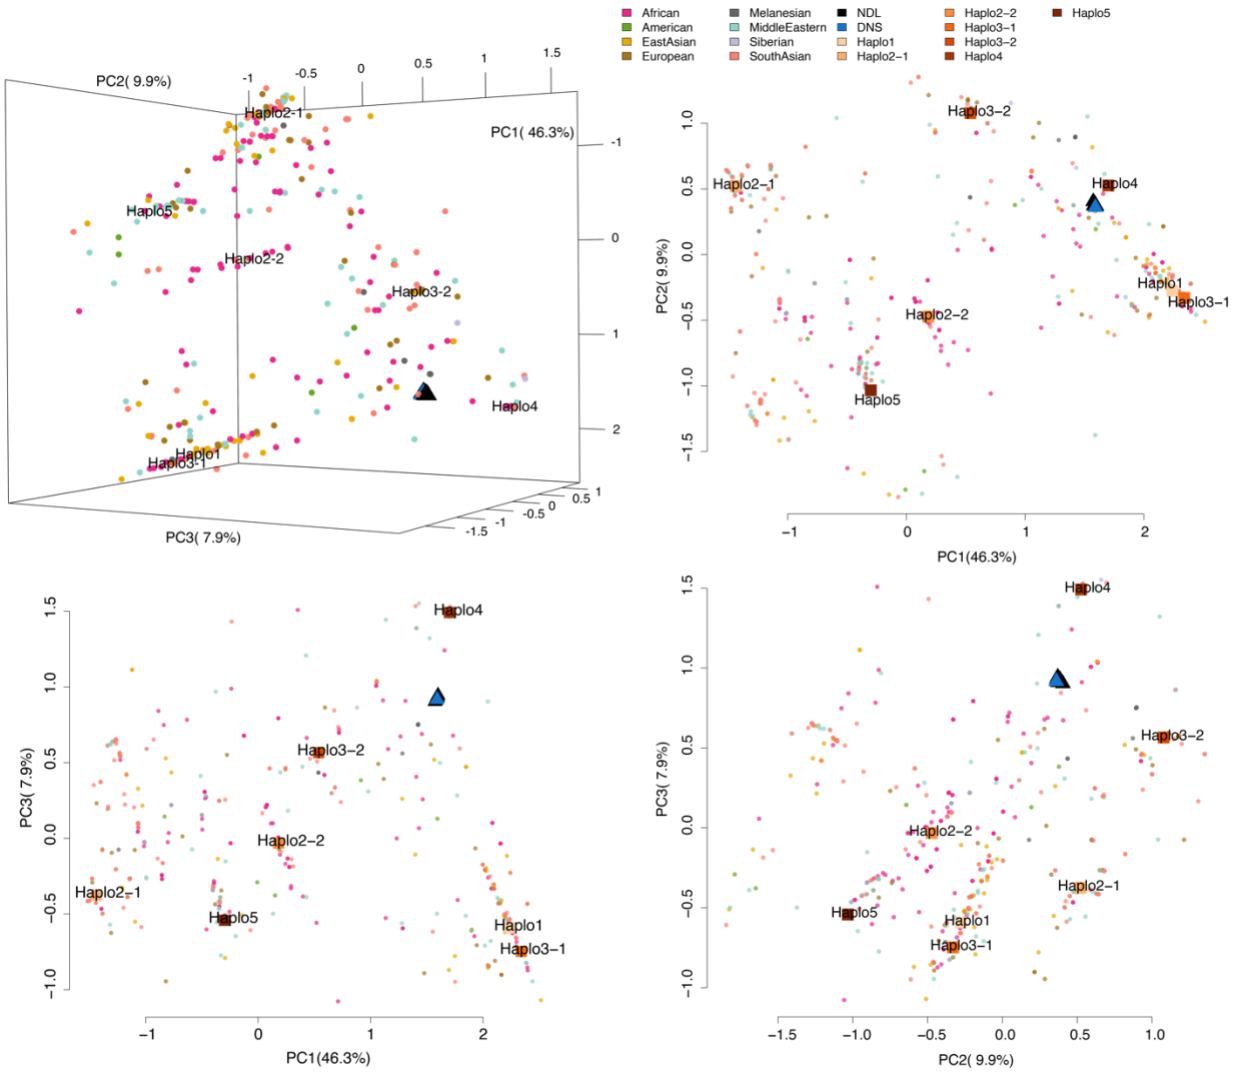 African
American
EastAsian
European
Melanesian
MiddleEastern
Siberian
SouthAsian
NDL
DNS
Haplo1
Haplo2−1
Haplo2−2
Haplo3−1
Haplo3−2
Haplo4
Haplo5
PC2( 9.9%)
-1
-0.5
0
0.5
1
1.5
PC1( 46.3%)
-1
0
1
2
Haplo2-1
Haplo5
Haplo2-2
Haplo3-2
Haplo4
Haplo1
Haplo3-1
PC3( 7.9%)
-1.5
-1
-0.5
0
0.5
1
PC2( 9.9%)
1.0
0.5
0.0
−0.5
−1.0
−1.5
Haplo3−2
Haplo2−1
Haplo4
Haplo1
Haplo3−1
Haplo2−2
Haplo5
−1
0
1
2
PC1(46.3%)
PC3( 7.9%)
1.5
1.0
0.5
0.0
−0.5
−1.0
Haplo4
Haplo3−2
Haplo2−2
Haplo2−1
Haplo5
Haplo1
Haplo3−1
−1
0
1
2
PC1(46.3%)
PC3( 7.9%)
1.5
1.0
0.5
0.0
−0.5
−1.0
Haplo4
Haplo3−2
Haplo2−2
Haplo2−1
Haplo5
Haplo1
Haplo3−1
−1.5
−1.0
−0.5
0.0
0.5
1.0
PC2( 9.9%)